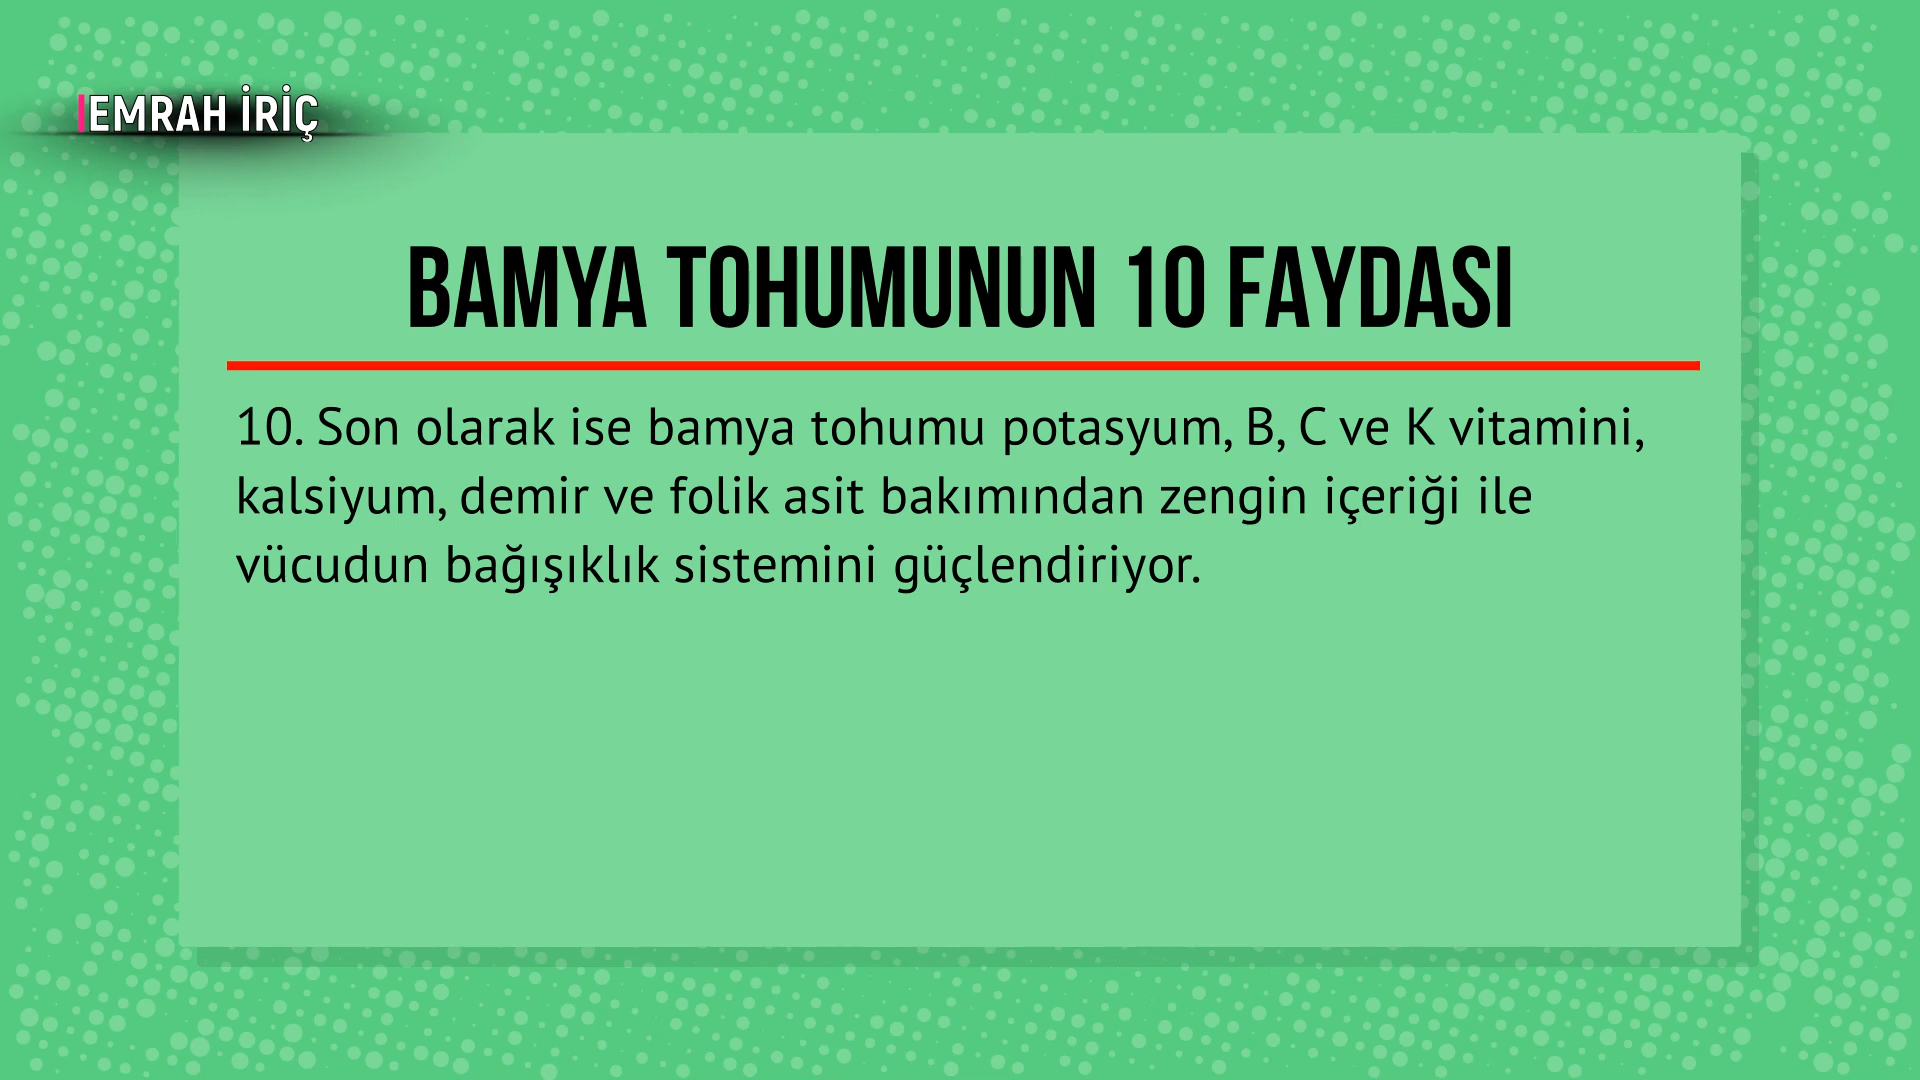 EMRAH İRİÇ
BAMYA TOHUMUNUN 10 FAYDASI
10. Son olarak ise bamya tohumu potasyum, B, C ve K vitamini,
kalsiyum, demir ve folik asit bakımından zengin içeriği ile
vücudun bağışıklık sistemini güçlendiriyor.